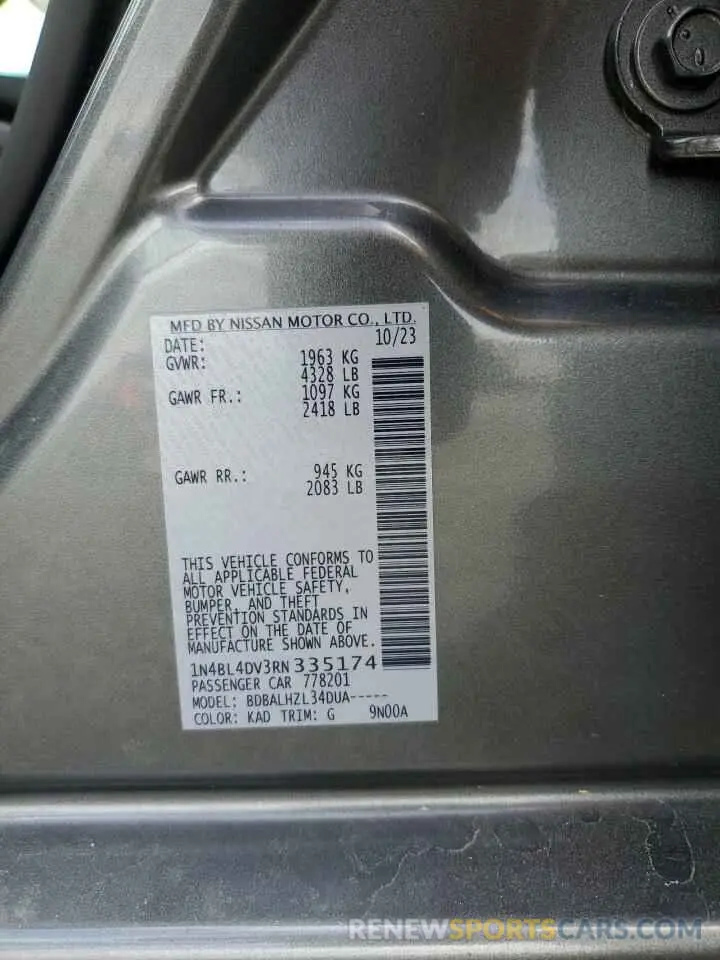 MFD BY NISSAN MOTOR CO., LTD.
DATE: 10/23
GVWR: 1963 KG
4328 LB
GAWR FR.: 1097 KG
2418 LB
GAWR RR.: 945 KG
2083 LB
THIS VEHICLE CONFORMS TO
ALL APPLICABLE FEDERAL
MOTOR VEHICLE SAFETY,
BUMPER, AND THEFT
PREVENTION STANDARDS IN
EFFECT ON THE DATE OF
MANUFACTURE SHOWN ABOVE.
1N4BL4DV3RN335174
PASSENGER CAR 778201
MODEL: BDBALHZL34DUA-----
COLOR: KAD TRIM: G 9N00A
RENEWSPORTSCARS.COM